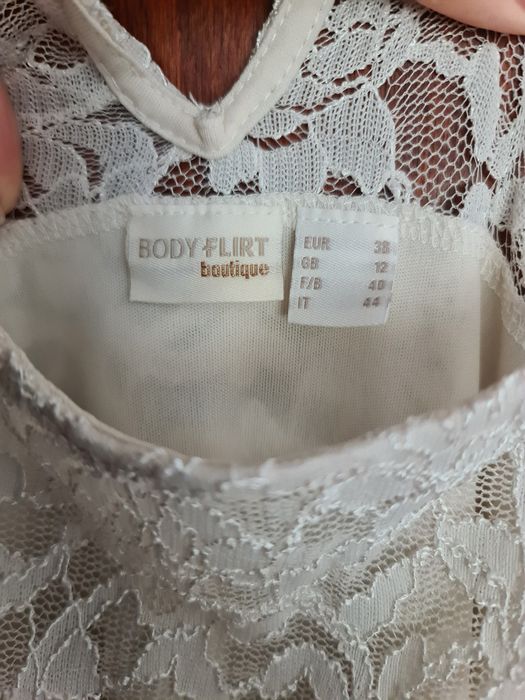 BODY FLIRT
boutique
EUR 38
GB 12
F/B 40
IT 44